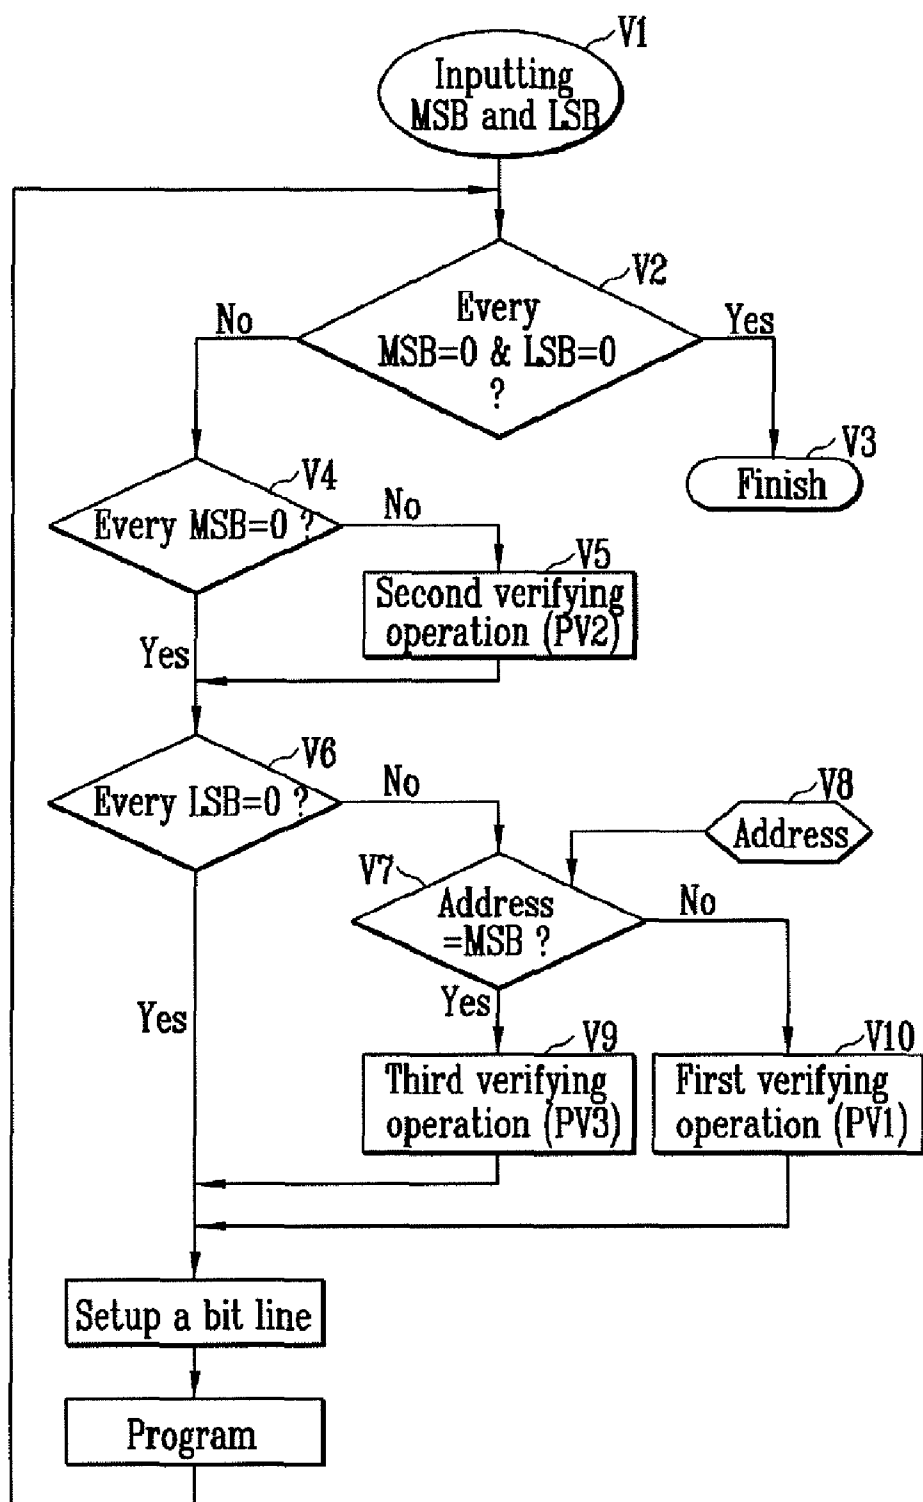 V1
Inputting
MSB and LSB
V2
Every
MSB=0 & LSB=0
?
No
Yes
V3
Finish
V4
Every MSB=0 ?
No
V5
Second verifying
operation (PV2)
Yes
V6
Every LSB=0 ?
No
V8
Address
V7
Address
=MSB ?
No
Yes
Yes
V9
Third verifying
operation (PV3)
V10
First verifying
operation (PV1)
Setup a bit line
Program